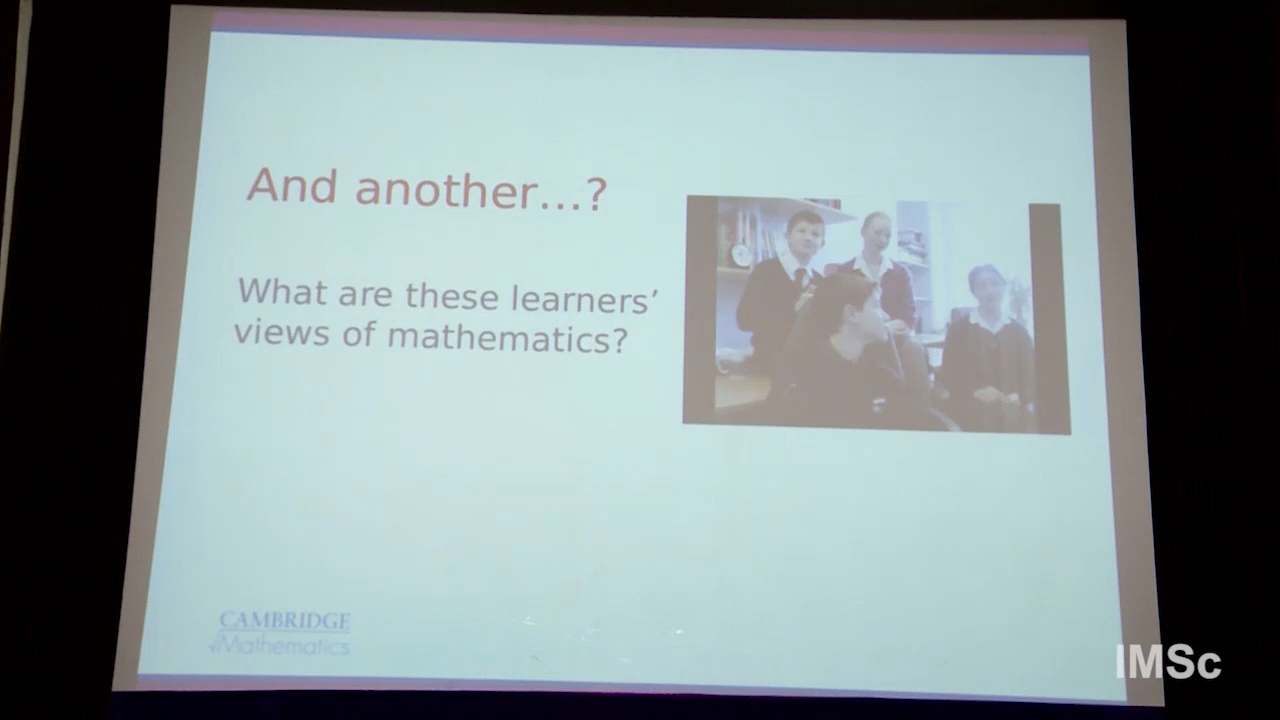 And another...?
What are these learners’
views of mathematics?
CAMBRIDGE
Mathematics
IMSc